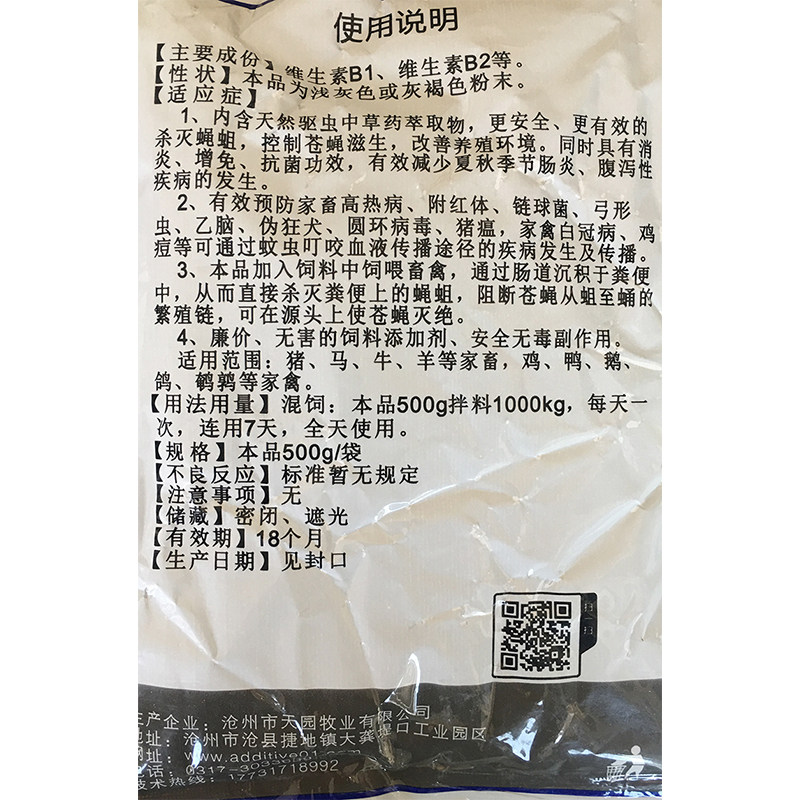 使用说明
【主要成份】维生素B1、维生素B2等。
【性状】本品为浅灰色或灰褐色粉末。
【适应症】
1、内含天然驱虫中草药萃取物，更安全、更有效的
杀灭蝇蛆，控制苍蝇滋生，改善养殖环境。同时具有消
炎、增免、抗菌功效，有效减少夏秋季节肠炎、腹泻性
疾病的发生。
2、有效预防家畜高热病、附红体、链球菌、弓形
虫、乙脑、伪狂犬、圆环病毒、猪瘟，家禽白冠病、鸡
痘等可通过蚊虫叮咬血液传播途径的疾病发生及传播。
3、本品加入饲料中饲喂畜禽，通过肠道沉积于粪便
中，从而直接杀灭粪便上的蝇蛆，阻断苍蝇从蛆至蛹的
繁殖链，可在源头上使苍蝇灭绝。
4、廉价、无害的饲料添加剂、安全无毒副作用。
适用范围：猪、马、牛、羊等家畜，鸡、鸭、鹅、
鸽、鹌鹑等家禽。
【用法用量】混饲：本品500g拌料1000kg，每天一
次，连用7天，全天使用。
【规格】本品500g/袋
【不良反应】标准暂无规定
【注意事项】无
【储藏】密闭、遮光
【有效期】18个月
【生产日期】见封口
扫一扫
生产企业：沧州市天园牧业有限公司
地址：沧州市沧县捷地镇大龚堤口工业园区
网址：www.additive01.com
电话：0317-
技术热线：17731718992